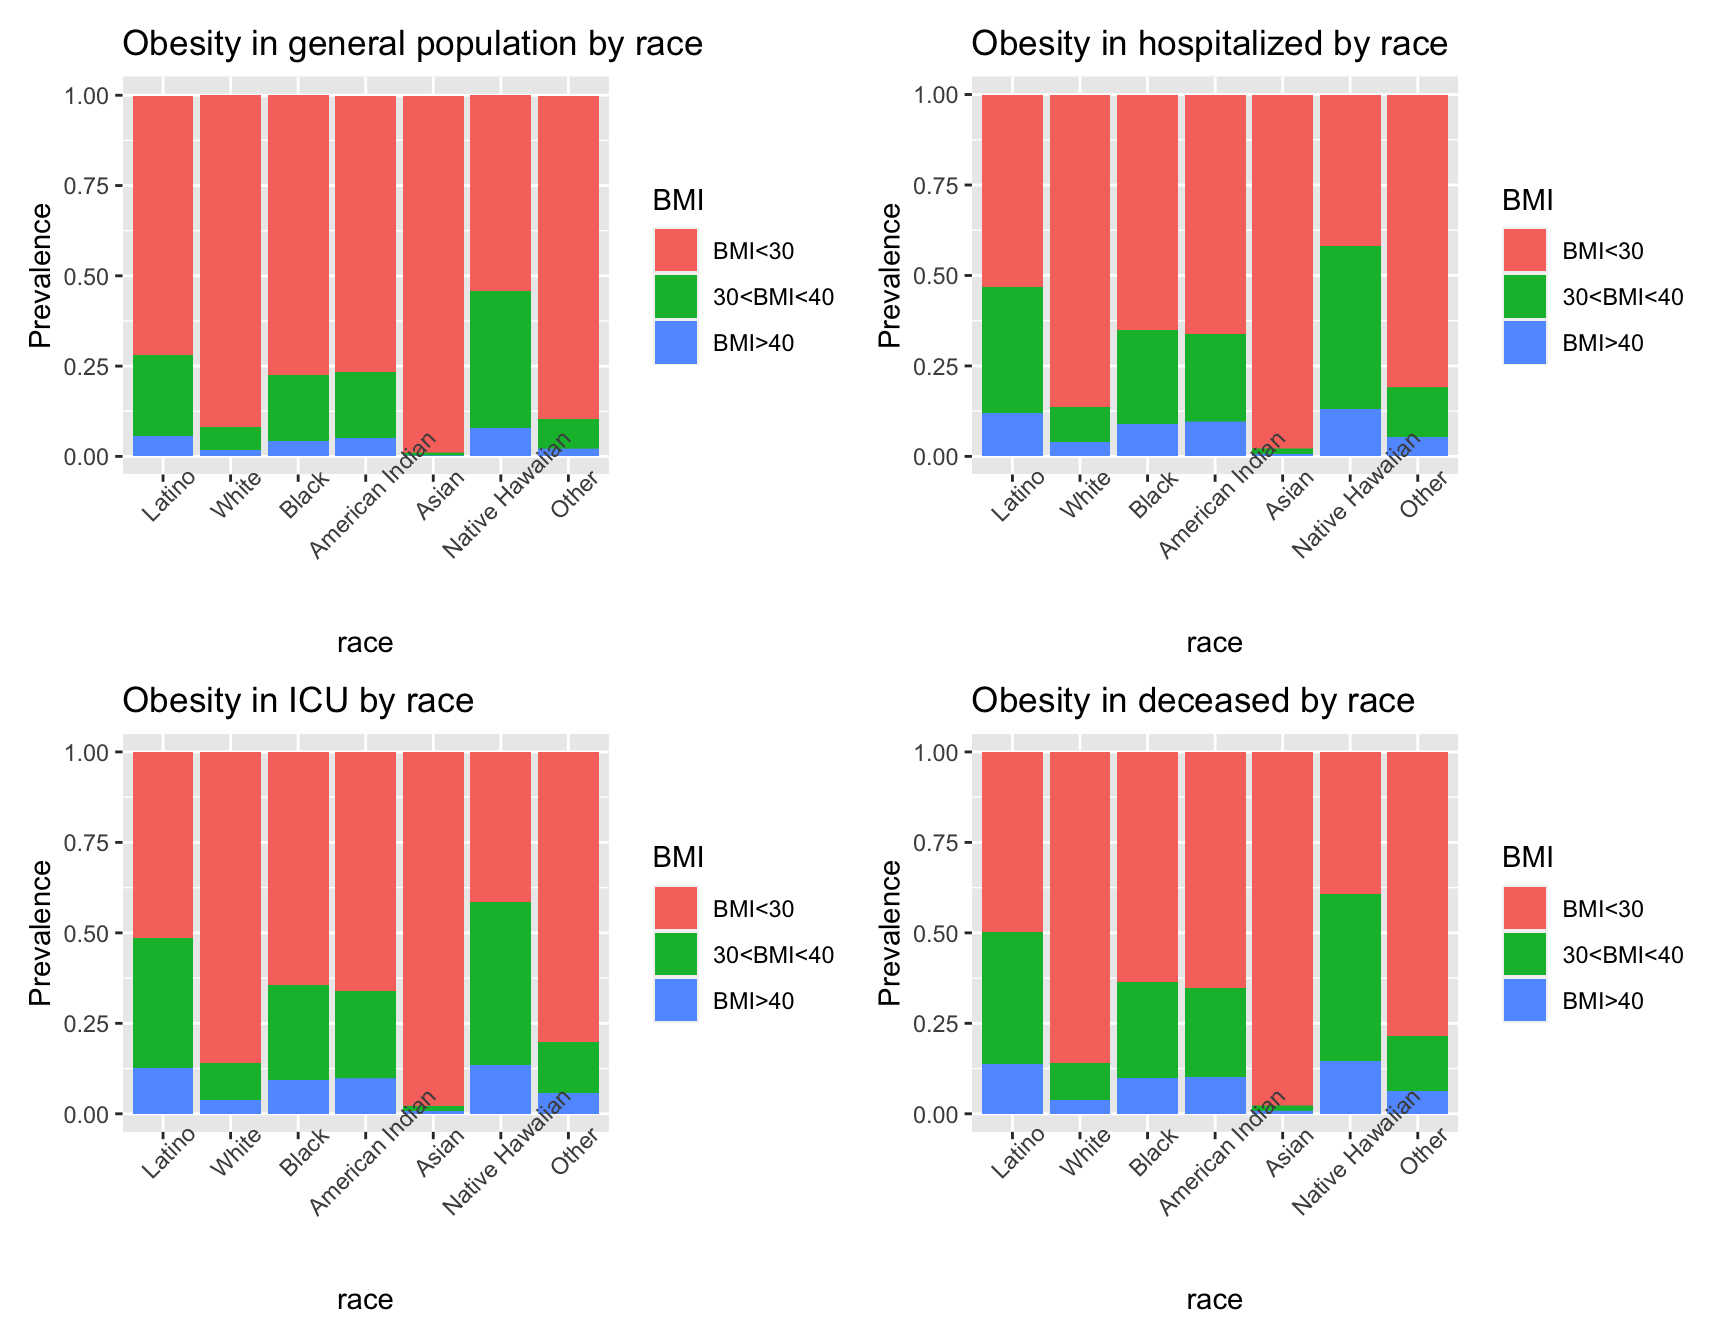 Obesity in general population by race
Prevalence
1.00
0.75
0.50
0.25
0.00
Latino
White
Black
American Indian
Asian
Native Hawaiian
Other
race
BMI
BMI<30
30<BMI<40
BMI>40
Obesity in hospitalized by race
Prevalence
1.00
0.75
0.50
0.25
0.00
Latino
White
Black
American Indian
Asian
Native Hawaiian
Other
race
BMI
BMI<30
30<BMI<40
BMI>40
Obesity in ICU by race
Prevalence
1.00
0.75
0.50
0.25
0.00
Latino
White
Black
American Indian
Asian
Native Hawaiian
Other
race
BMI
BMI<30
30<BMI<40
BMI>40
Obesity in deceased by race
Prevalence
1.00
0.75
0.50
0.25
0.00
Latino
White
Black
American Indian
Asian
Native Hawaiian
Other
race
BMI
BMI<30
30<BMI<40
BMI>40